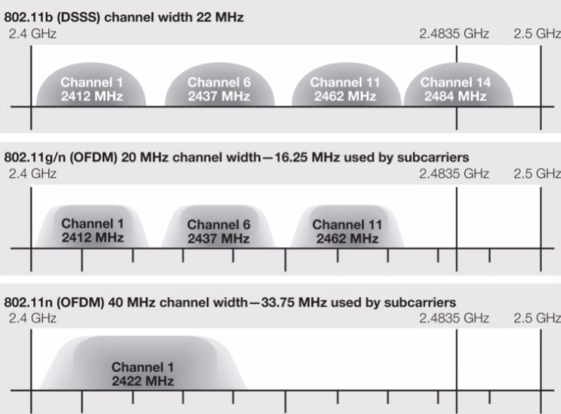 802.11b (DSSS) channel width 22 MHz
2.4 GHz 2.4835 GHz 2.5 GHz
Channel 1 Channel 6 Channel 11 Channel 14
2412 MHz 2437 MHz 2462 MHz 2484 MHz
802.11g/n (OFDM) 20 MHz channel width—16.25 MHz used by subcarriers
2.4 GHz 2.4835 GHz 2.5 GHz
Channel 1 Channel 6 Channel 11
2412 MHz 2437 MHz 2462 MHz
802.11n (OFDM) 40 MHz channel width—33.75 MHz used by subcarriers
2.4 GHz 2.4835 GHz 2.5 GHz
Channel 1
2422 MHz